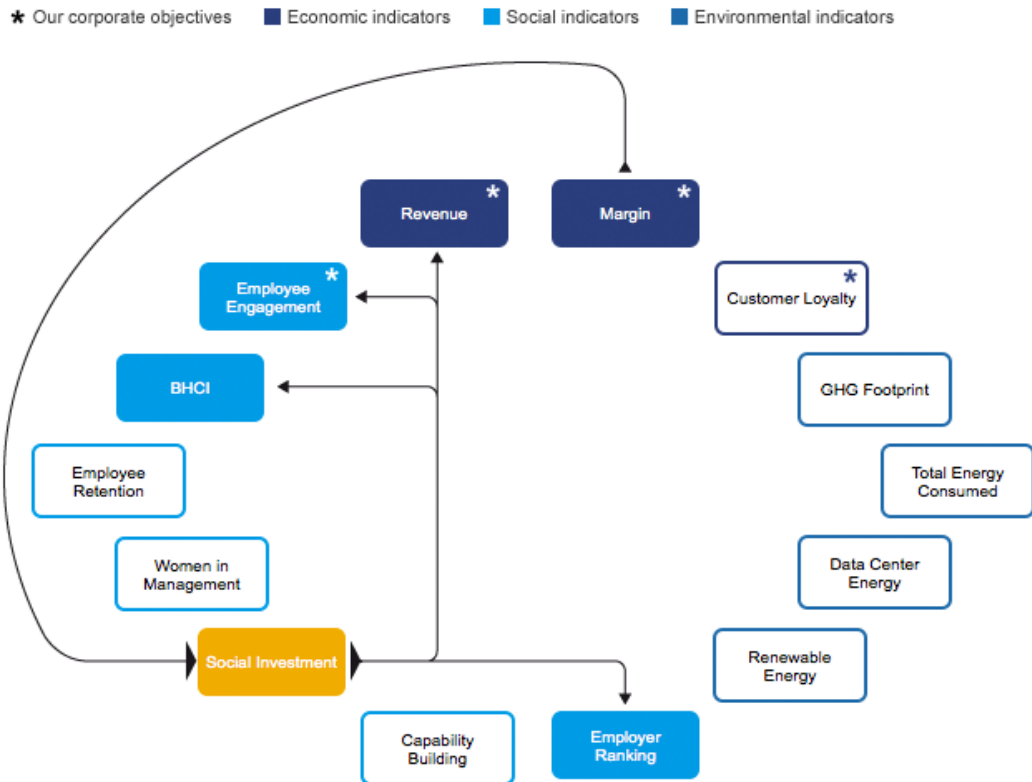 * Our corporate objectives
Economic indicators
Social indicators
Environmental indicators
Revenue *
Margin *
Employee *
Engagement
Customer Loyalty *
BHCI
GHG Footprint
Employee
Retention
Total Energy
Consumed
Women in
Management
Data Center
Energy
Social Investment
Renewable
Energy
Capability
Building
Employer
Ranking